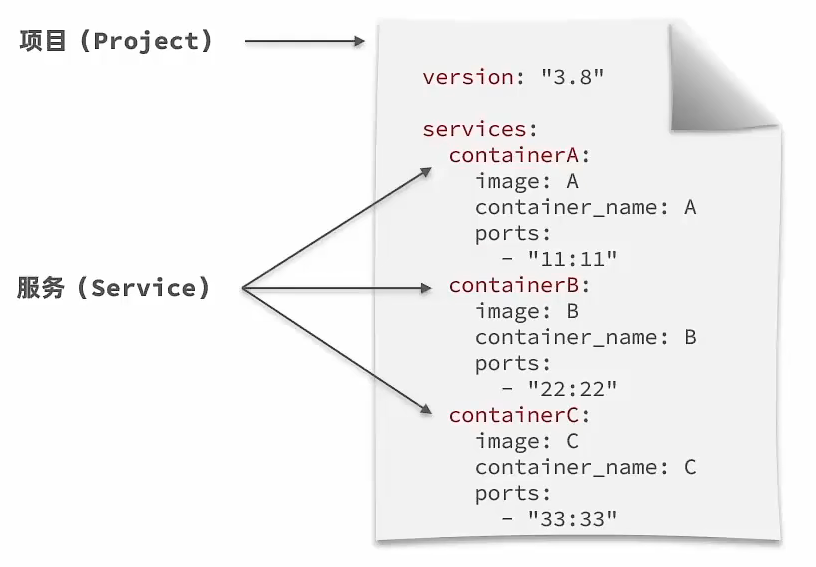 项目 (Project)
version: "3.8"
services:
containerA:
image: A
container_name: A
ports:
- "11:11"
服务 (Service)
containerB:
image: B
container_name: B
ports:
- "22:22"
containerC:
image: C
container_name: C
ports:
- "33:33"